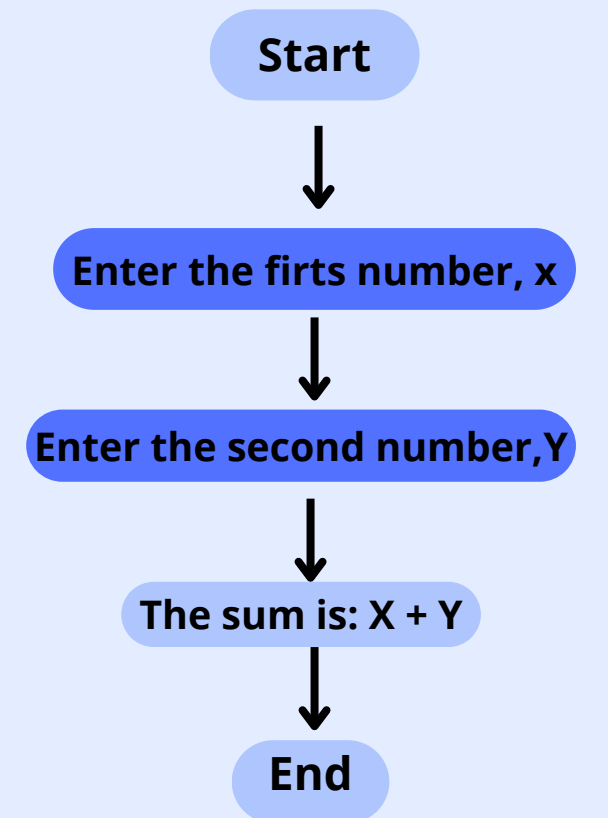 Start
Enter the firts number, x
Enter the second number,Y
The sum is: X + Y
End